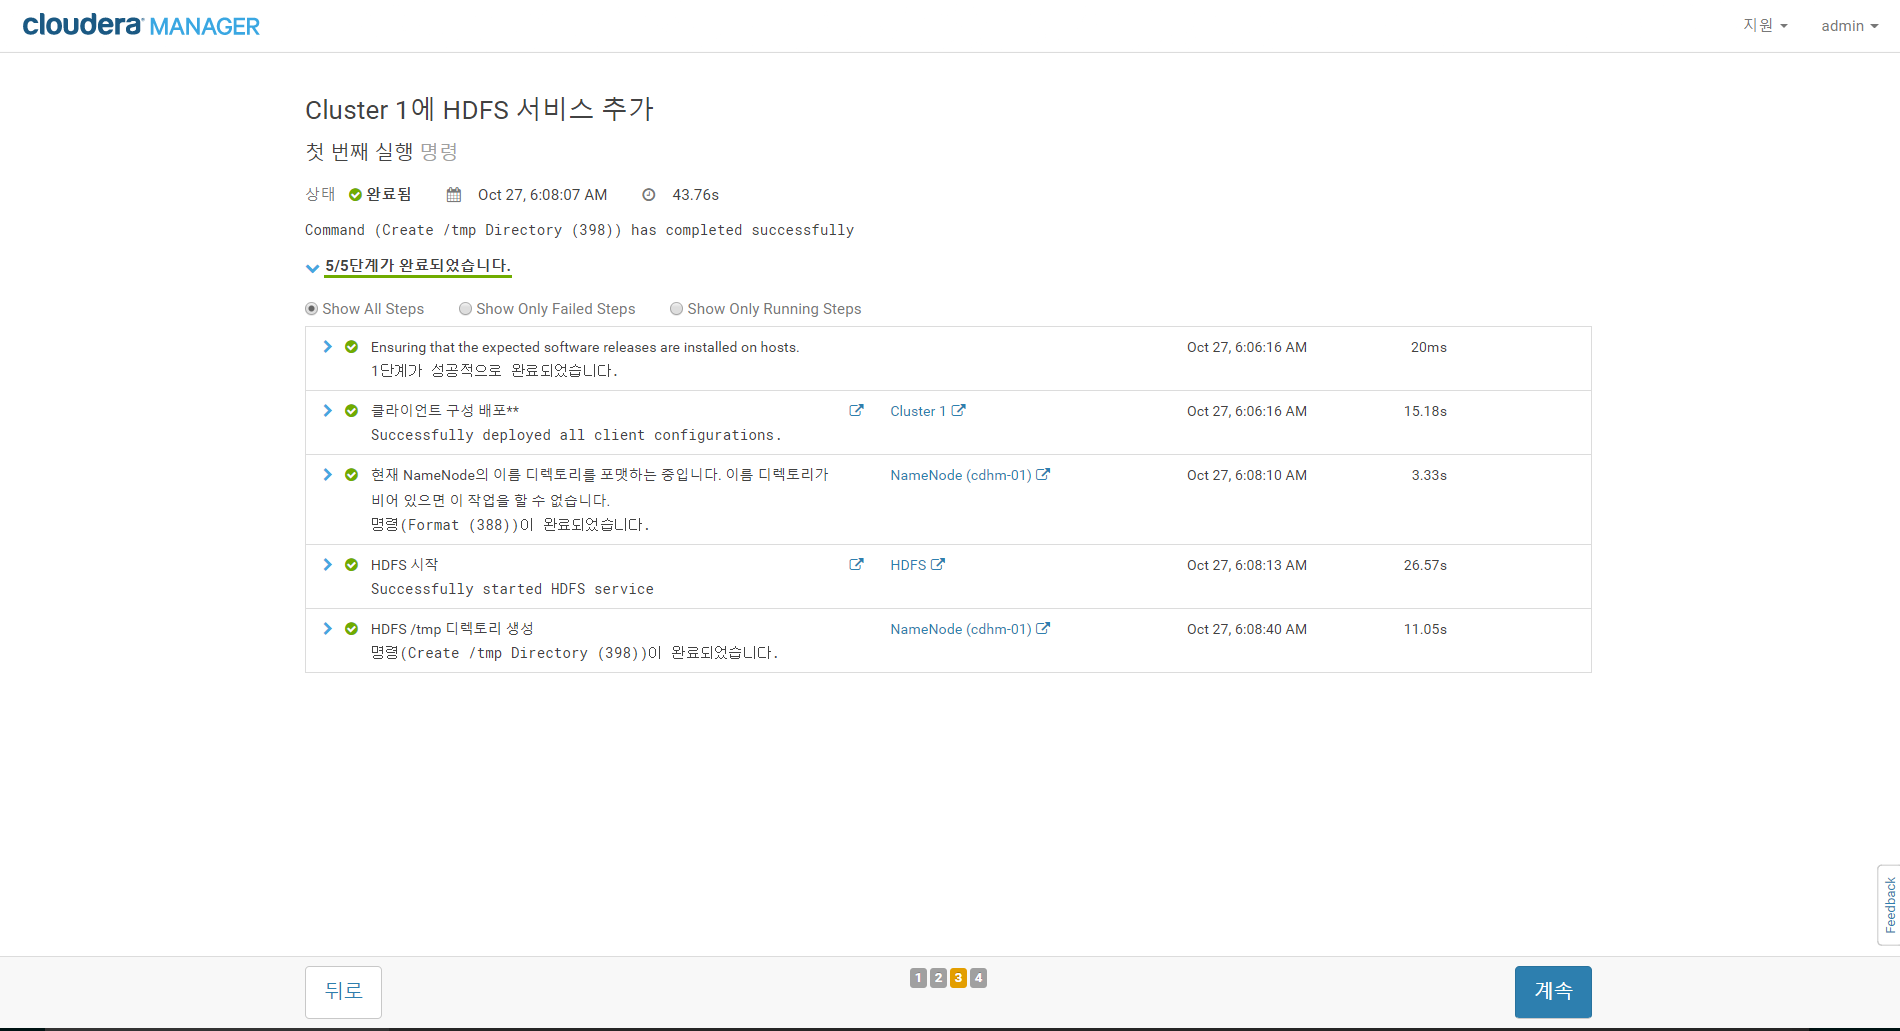 cloudera MANAGER
지원
admin
Cluster 1에 HDFS 서비스 추가
첫 번째 실행 명령
상태 완료됨 Oct 27, 6:08:07 AM 43.76s
Command (Create /tmp Directory (398)) has completed successfully
5/5단계가 완료되었습니다.
Show All Steps Show Only Failed Steps Show Only Running Steps
Ensuring that the expected software releases are installed on hosts. Oct 27, 6:06:16 AM 20ms
1단계가 성공적으로 완료되었습니다.
클라이언트 구성 배포** Cluster 1 Oct 27, 6:06:16 AM 15.18s
Successfully deployed all client configurations.
현재 NameNode의 이름 디렉토리를 포맷하는 중입니다. 이름 디렉토리가 NameNode (cdhm-01) Oct 27, 6:08:10 AM 3.33s
비어 있으면 이 작업을 할 수 없습니다.
명령(Format (388))이 완료되었습니다.
HDFS 시작 HDFS Oct 27, 6:08:13 AM 26.57s
Successfully started HDFS service
HDFS /tmp 디렉토리 생성 NameNode (cdhm-01) Oct 27, 6:08:40 AM 11.05s
명령(Create /tmp Directory (398))이 완료되었습니다.
Feedback
뒤로
1 2 3 4
계속